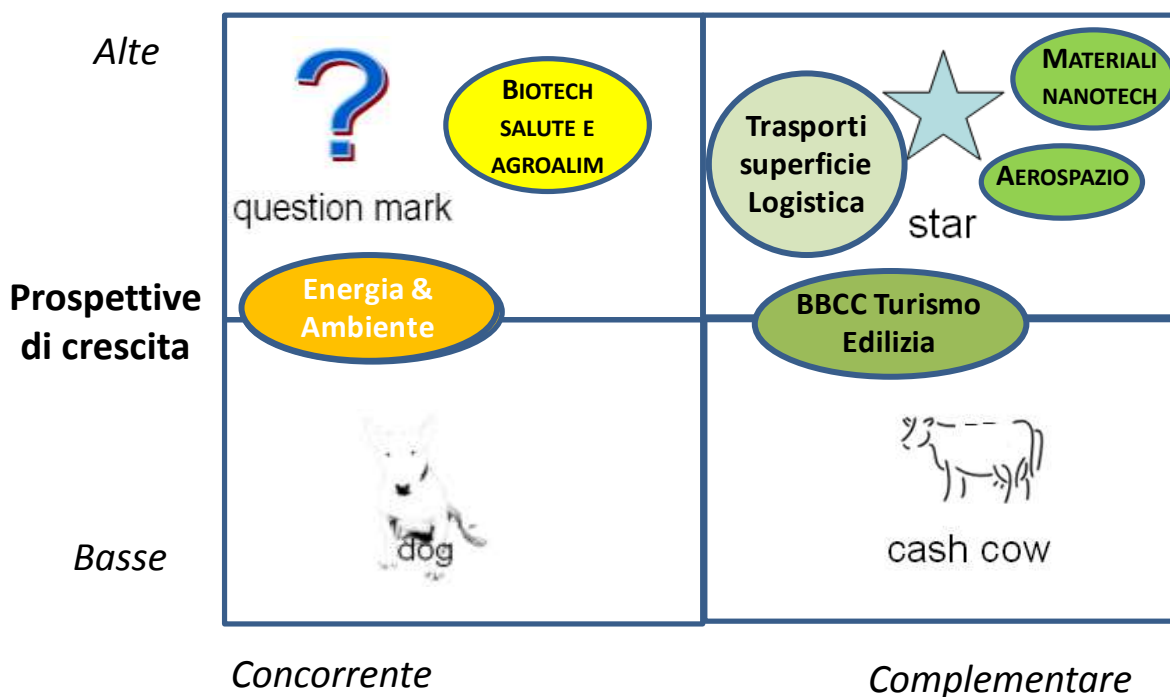 Alte
BIOTECH
SALUTE E
AGROALIM
question mark
MATERIALI
NANOTECH
Trasporti
superficie
Logistica
AEROSPAZIO
star
Prospettive
di crescita
Energia &
Ambiente
BBCC Turismo
Edilizia
Basse
dog
cash cow
Concorrente
Complementare